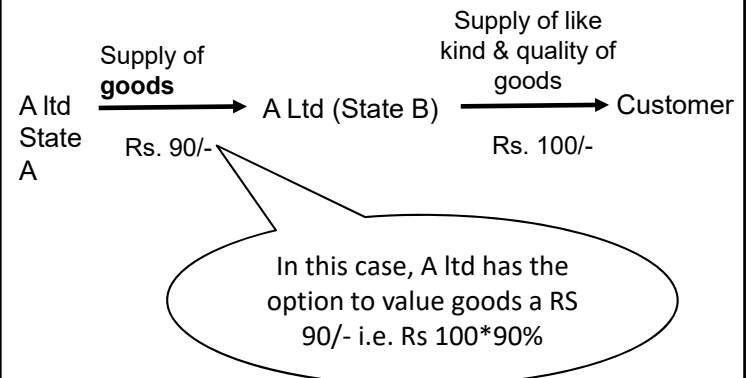 Supply of
goods
A ltd
State
A
Rs. 90/-
A Ltd (State B)
Supply of like
kind & quality of
goods
Rs. 100/-
Customer
In this case, A ltd has the
option to value goods a RS
90/- i.e. Rs 100*90%